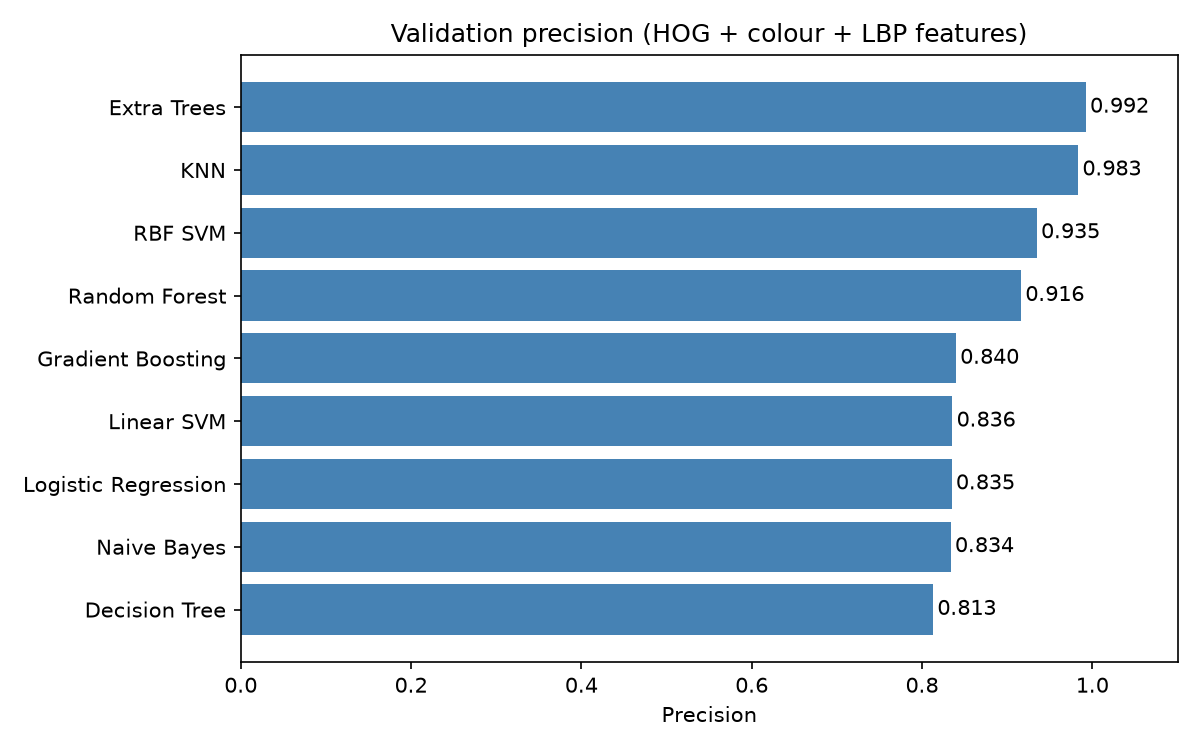 Validation precision (HOG + colour + LBP features)
Extra Trees 0.992
KNN 0.983
RBF SVM 0.935
Random Forest 0.916
Gradient Boosting 0.840
Linear SVM 0.836
Logistic Regression 0.835
Naive Bayes 0.834
Decision Tree 0.813
0.0 0.2 0.4 0.6 0.8 1.0
Precision